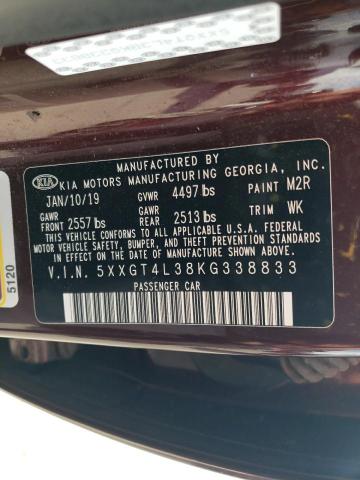 MANUFACTURED BY
KIA KIA MOTORS MANUFACTURING GEORGIA, INC.
JAN/10/19 GVWR 4497 lbs PAINT M2R
GAWR FRONT 2557 lbs GAWR REAR 2513 lbs TRIM WK
THIS VEHICLE CONFORMS TO ALL APPLICABLE FEDERAL
MOTOR VEHICLE SAFETY, BUMPER, AND THEFT PREVENTION STANDARDS
IN EFFECT ON THE DATE OF MANUFACTURE SHOWN ABOVE.
V.I.N. 5XXGT4L38KG338833
PASSENGER CAR
5120